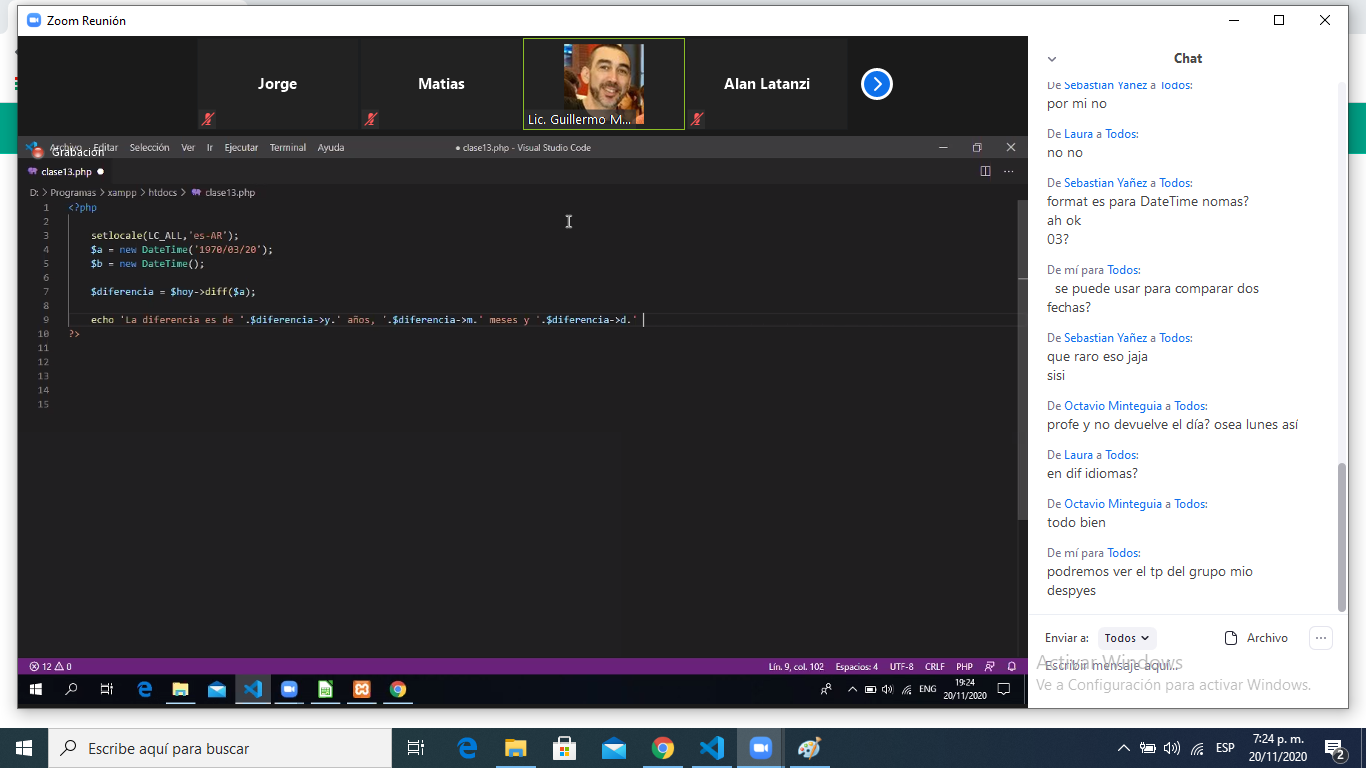 Zoom Reunión
Jorge
Matias
Lic. Guillermo M...
Alan Latanzi
Archivo Editar Selección Ver Ir Ejecutar Terminal Ayuda
● clase13.php - Visual Studio Code
Grabación
clase13.php ●
D: > Programas > xampp > htdocs > clase13.php
1 <?php
2
3 setlocale(LC_ALL,'es-AR');
4 $a = new DateTime('1970/03/20');
5 $b = new DateTime();
6
7 $diferencia = $hoy->diff($a);
8
9 echo 'La diferencia es de '.$diferencia->y.' años, '.$diferencia->m.' meses y '.$diferencia->d.'
10 ?>
11
12
13
14
15
12 0
Lín. 9, col. 102 Espacios: 4 UTF-8 CRLF PHP
ENG
19:24
20/11/2020
Chat
De Sebastian Yañez a Todos:
por mi no
De Laura a Todos:
no no
De Sebastian Yañez a Todos:
format es para DateTime nomas?
ah ok
03?
De mí para Todos:
se puede usar para comparar dos
fechas?
De Sebastian Yañez a Todos:
que raro eso jaja
sisi
De Octavio Minteguia a Todos:
profe y no devuelve el día? osea lunes así
De Laura a Todos:
en dif idiomas?
De Octavio Minteguia a Todos:
todo bien
De mí para Todos:
podremos ver el tp del grupo mio
despyes
Enviar a: Todos
Archivo
...
Escribir mensaje aquí...
Activar Windows
Ve a Configuración para activar Windows.
Escribe aquí para buscar
ESP
7:24 p. m.
20/11/2020
2